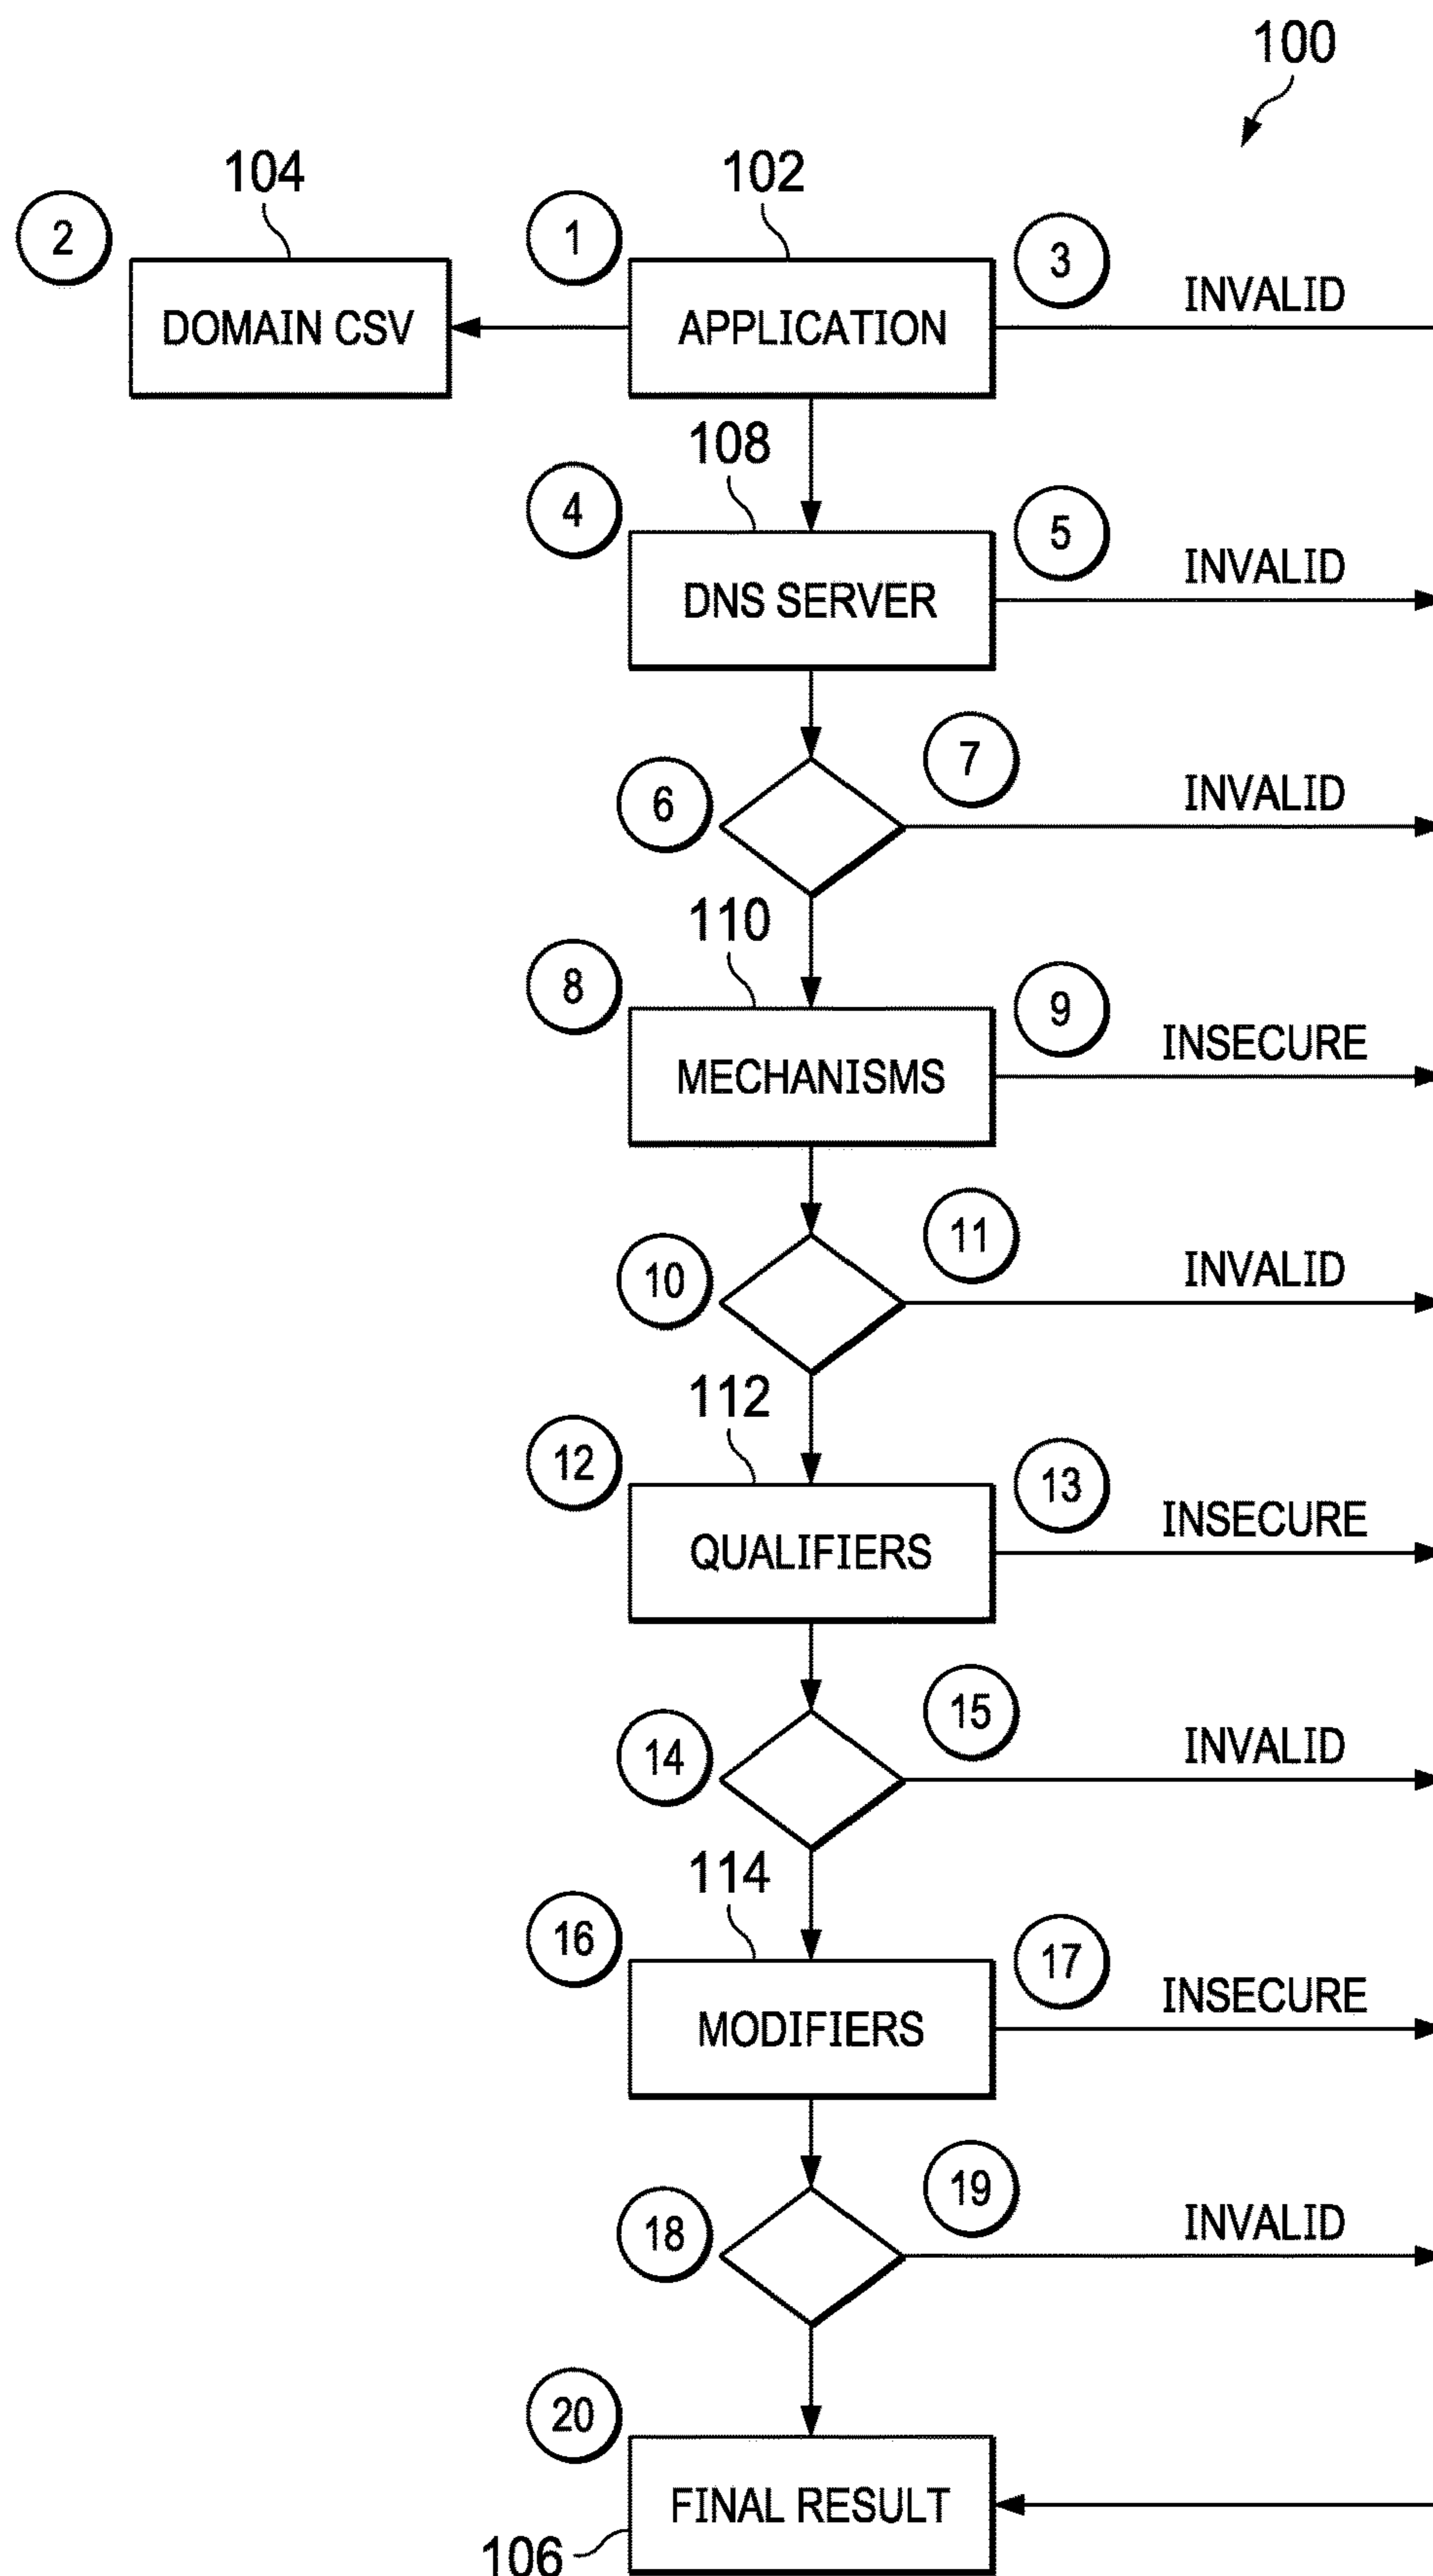 100
104
102
2
1
3
INVALID
DOMAIN CSV
APPLICATION
108
4
5
INVALID
DNS SERVER
7
6
INVALID
110
8
9
INSECURE
MECHANISMS
11
10
INVALID
112
12
13
INSECURE
QUALIFIERS
15
14
INVALID
114
16
17
INSECURE
MODIFIERS
19
18
INVALID
20
FINAL RESULT
106